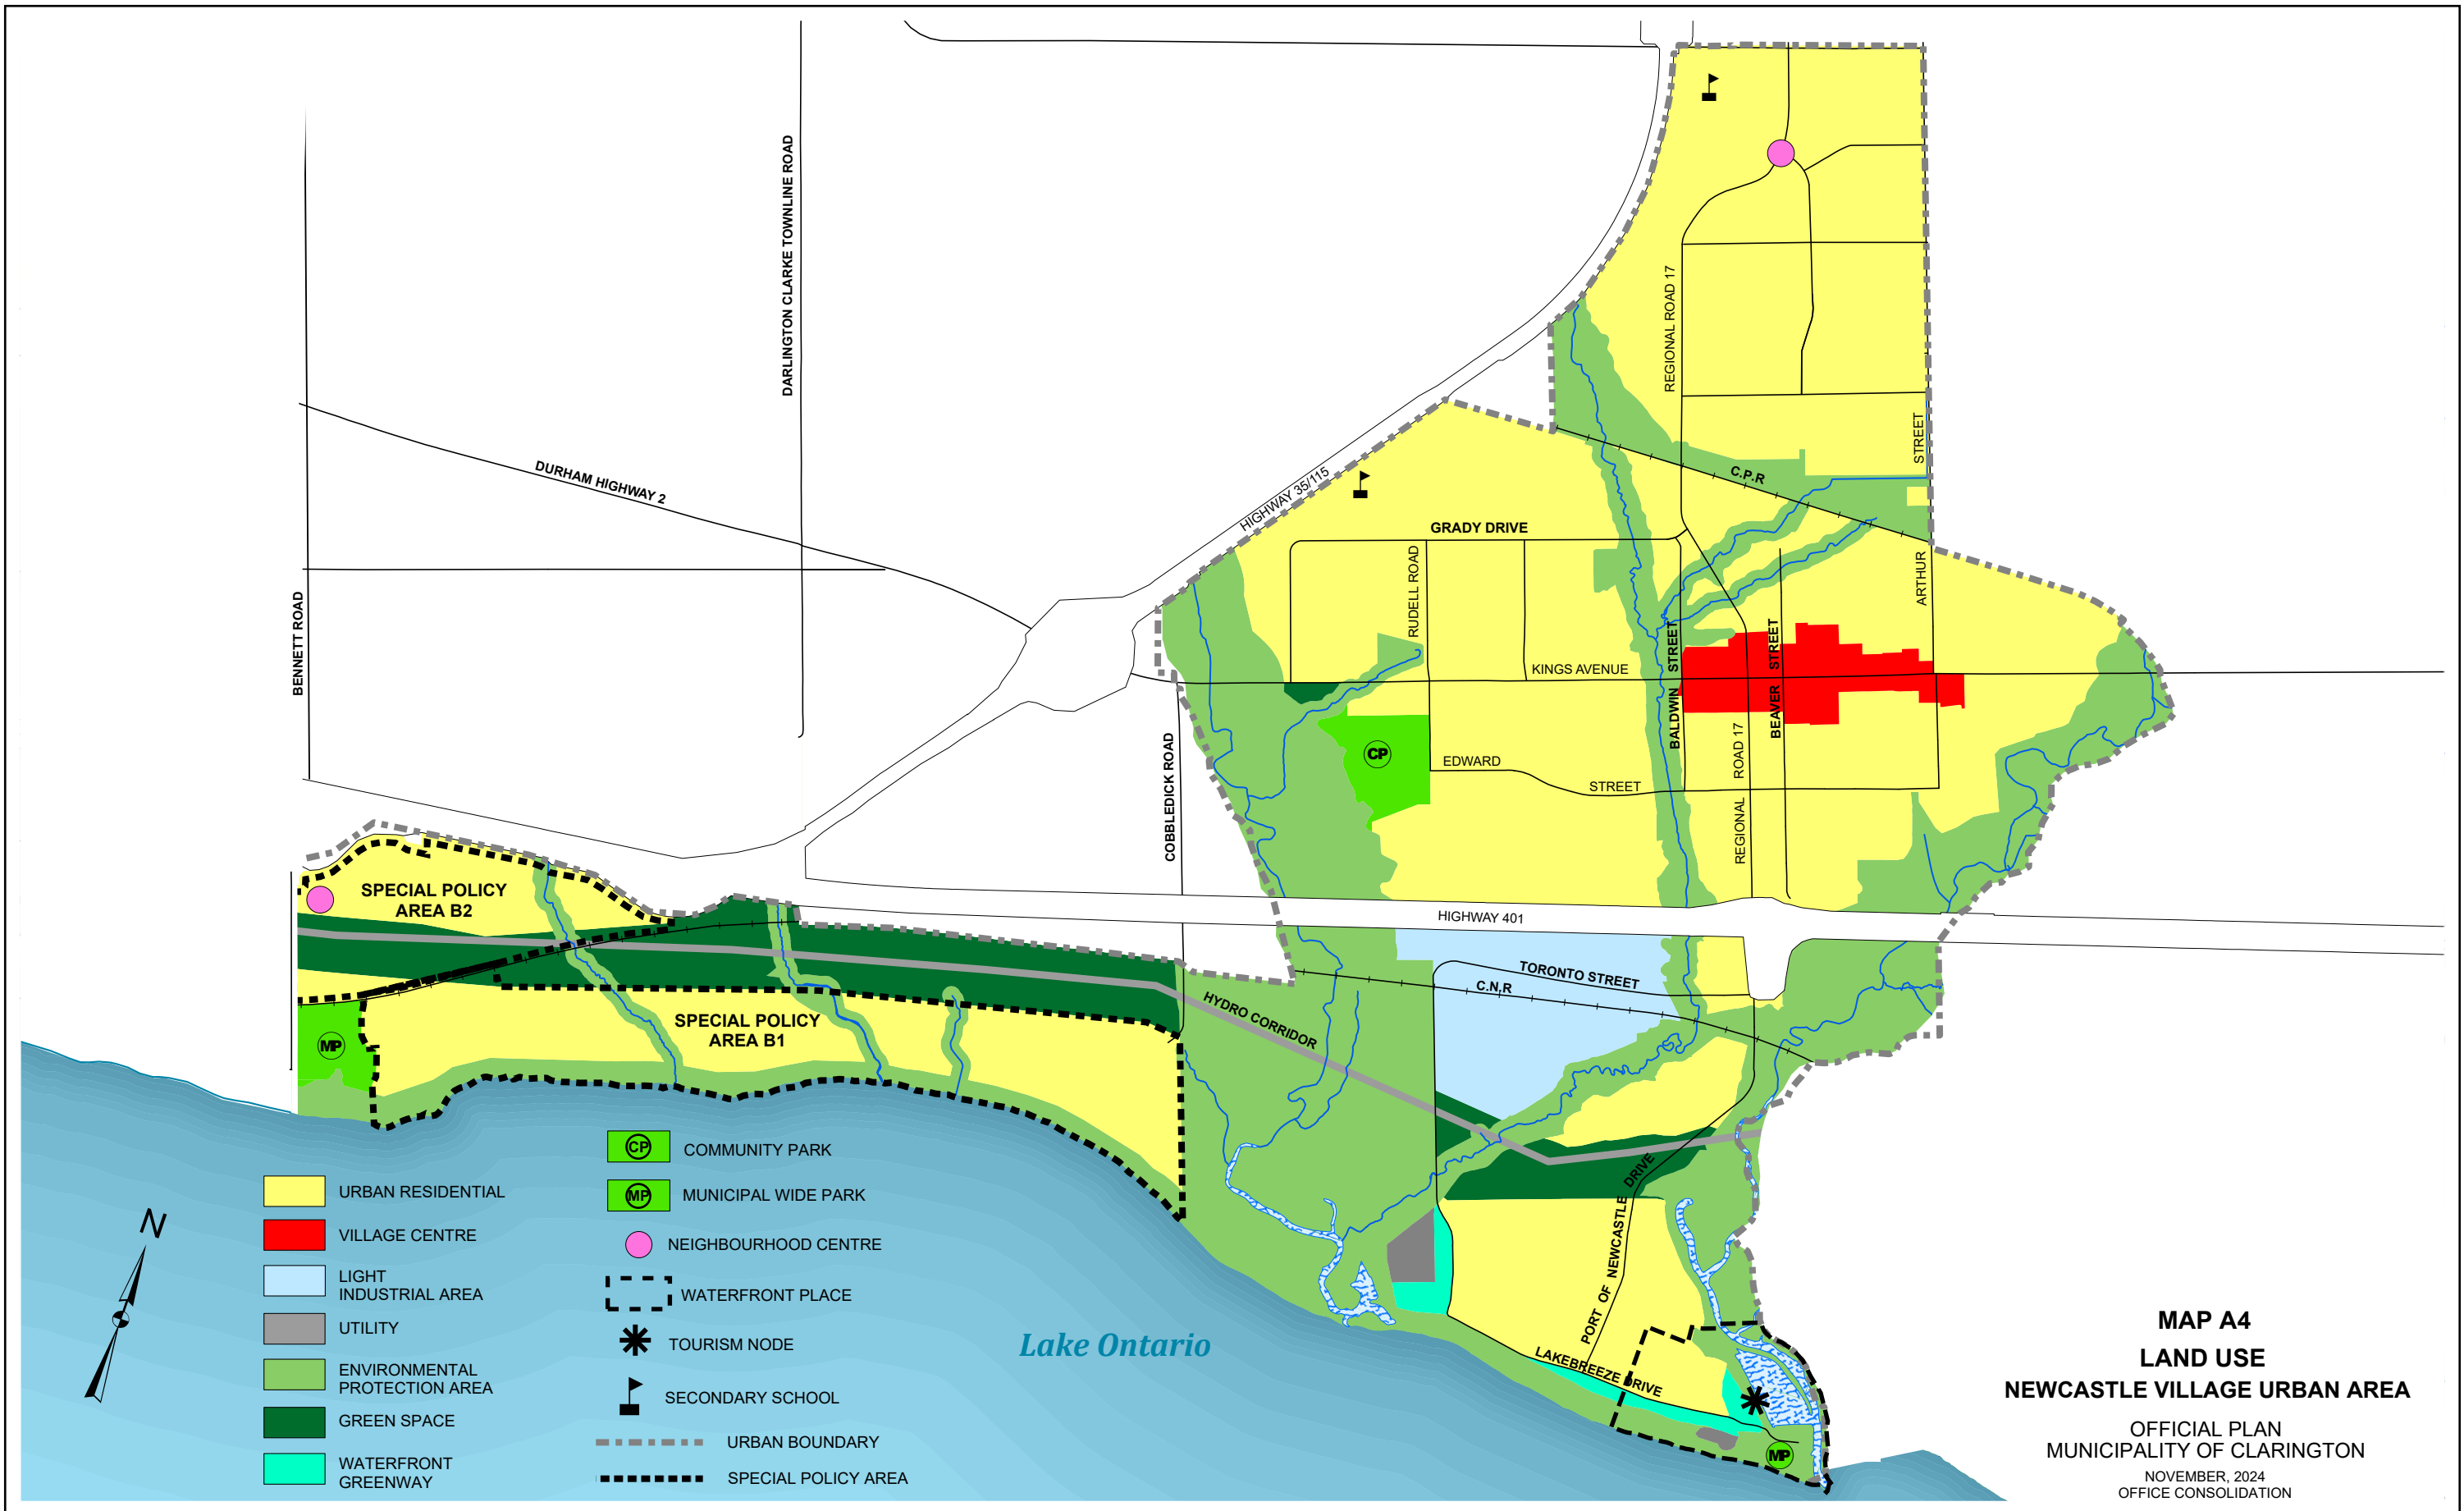 DARLINGTON CLARKE TOWNLINE ROAD
REGIONAL ROAD 17
DURHAM HIGHWAY 2
HIGHWAY 35/115
C.P.R
STREET
GRADY DRIVE
RUDELL ROAD
ARTHUR
BENNETT ROAD
KINGS AVENUE
BALDWIN STREET
BEAVER STREET
COBBLEDICK ROAD
CP
EDWARD
STREET
REGIONAL ROAD 17
SPECIAL POLICY
AREA B2
HIGHWAY 401
TORONTO STREET
C.N.R
HYDRO CORRIDOR
SPECIAL POLICY
AREA B1
MP
PORT OF NEWCASTLE DRIVE
LAKEBREEZE DRIVE
MP
Lake Ontario
N
URBAN RESIDENTIAL
VILLAGE CENTRE
LIGHT
INDUSTRIAL AREA
UTILITY
ENVIRONMENTAL
PROTECTION AREA
GREEN SPACE
WATERFRONT
GREENWAY
CP COMMUNITY PARK
MP MUNICIPAL WIDE PARK
NEIGHBOURHOOD CENTRE
WATERFRONT PLACE
TOURISM NODE
SECONDARY SCHOOL
URBAN BOUNDARY
SPECIAL POLICY AREA
MAP A4
LAND USE
NEWCASTLE VILLAGE URBAN AREA
OFFICIAL PLAN
MUNICIPALITY OF CLARINGTON
NOVEMBER, 2024
OFFICE CONSOLIDATION